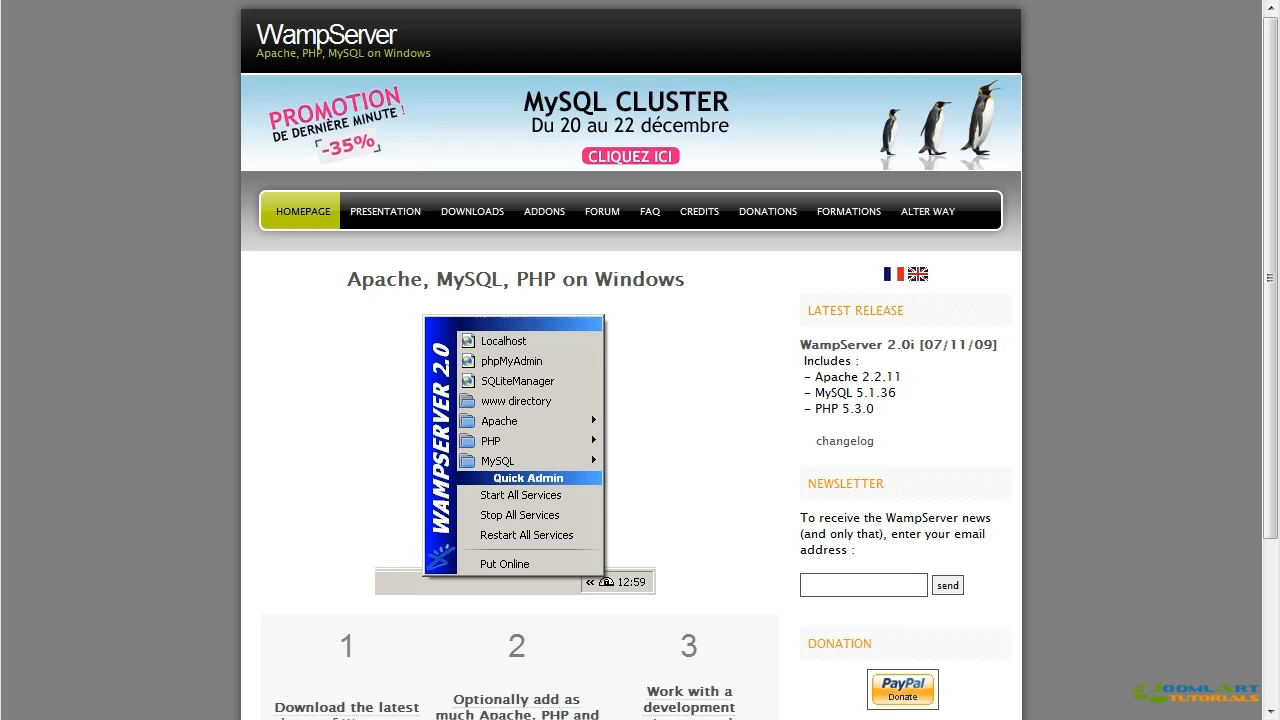 WampServer
Apache, PHP, MySQL on Windows
PROMOTION
DE DERNIÈRE MINUTE !
-35%
MySQL CLUSTER
Du 20 au 22 décembre
CLIQUEZ ICI
HOMEPAGE PRESENTATION DOWNLOADS ADDONS FORUM FAQ CREDITS DONATIONS FORMATIONS ALTER WAY
Apache, MySQL, PHP on Windows
WAMPSERVER 2.0
Localhost
phpMyAdmin
SQLiteManager
www directory
Apache
PHP
MySQL
Quick Admin
Start All Services
Stop All Services
Restart All Services
Put Online
« 12:59
1 2 3
Download the latest
Optionally add as
much Apache, PHP and
Work with a
development
LATEST RELEASE
WampServer 2.0i [07/11/09]
Includes :
- Apache 2.2.11
- MySQL 5.1.36
- PHP 5.3.0
changelog
NEWSLETTER
To receive the WampServer news
(and only that), enter your email
address :
send
DONATION
PayPal
Donate
JOOMLART
TUTORIALS